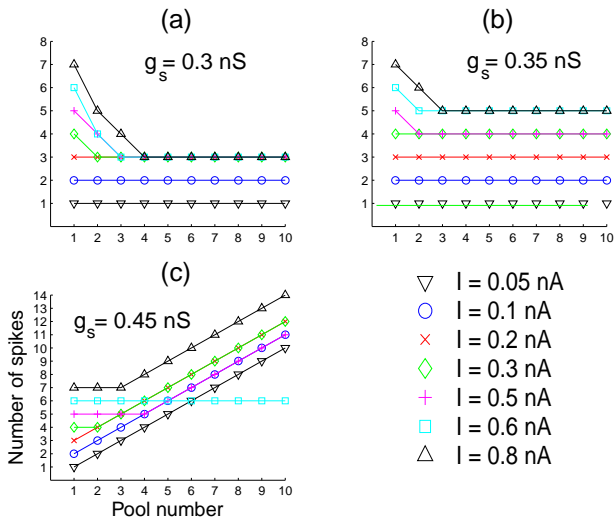 (a)
g_s = 0.3 nS
8
7
6
5
4
3
2
1
1 2 3 4 5 6 7 8 9 10
(b)
g_s = 0.35 nS
8
7
6
5
4
3
2
1
1 2 3 4 5 6 7 8 9 10
(c)
g_s = 0.45 nS
Number of spikes
14
13
12
11
10
9
8
7
6
5
4
3
2
1
1 2 3 4 5 6 7 8 9 10
Pool number
I = 0.05 nA
I = 0.1 nA
I = 0.2 nA
I = 0.3 nA
I = 0.5 nA
I = 0.6 nA
I = 0.8 nA